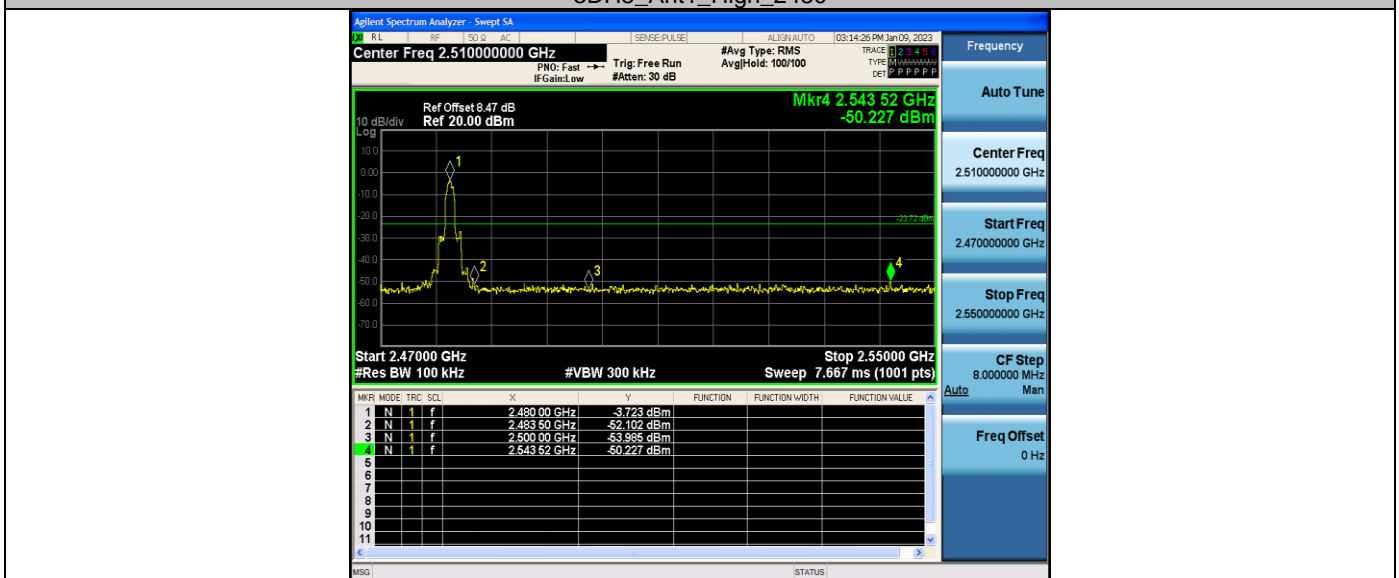 3DH5_Ant1_High_2480
Agilent Spectrum Analyzer - Swept SA
RL RF 50 Ω AC SENSE:PULSE ALIGNAUTO 03:14:26 PM Jan 09, 2023
Center Freq 2.510000000 GHz
PNO: Fast
IFGain:Low
Trig: Free Run
#Atten: 30 dB
#Avg Type: RMS
Avg|Hold: 100/100
TRACE 1 2 3 4 5 6
TYPE M
DET P P P P P P
Ref Offset 8.47 dB
Ref 20.00 dBm
10 dB/div
Log
Mkr4 2.543 52 GHz
-50.227 dBm
10.0
0.00
-10.0
-20.0
-30.0
-40.0
-50.0
-60.0
-70.0
1
2
3
4
-23.72 dBm
Start 2.47000 GHz Stop 2.55000 GHz
#Res BW 100 kHz #VBW 300 kHz Sweep 7.667 ms (1001 pts)
MKR MODE TRC SCL X Y FUNCTION FUNCTION WIDTH FUNCTION VALUE
1 N 1 f 2.480 00 GHz -3.723 dBm
2 N 1 f 2.483 50 GHz -52.102 dBm
3 N 1 f 2.500 00 GHz -53.985 dBm
4 N 1 f 2.543 52 GHz -50.227 dBm
5
6
7
8
9
10
11
MSG STATUS
Frequency
Auto Tune
Center Freq
2.510000000 GHz
Start Freq
2.470000000 GHz
Stop Freq
2.550000000 GHz
CF Step
8.000000 MHz
Auto Man
Freq Offset
0 Hz